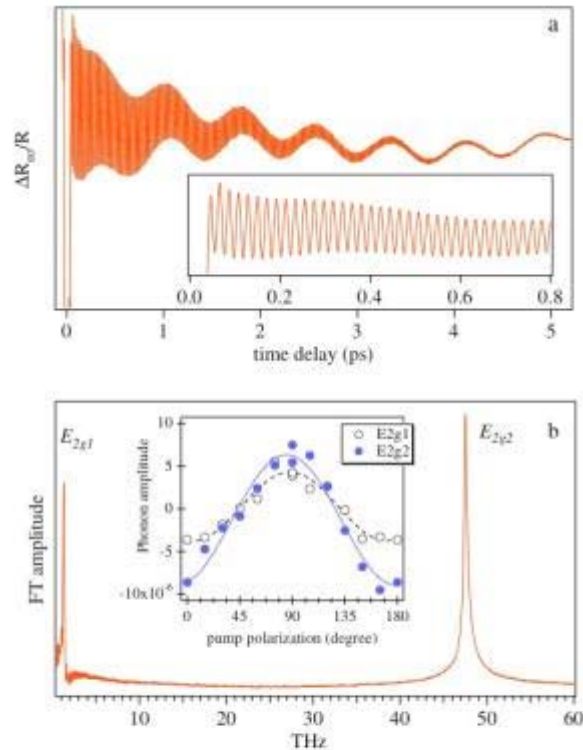 a
ΔR_eo/R
0.0 0.2 0.4 0.6 0.8
0 1 2 3 4 5
time delay (ps)
b
E_2g1
E_2g2
10
5
0
-5
-10x10⁻⁶
E2g1
E2g2
Phonon amplitude
0 45 90 135 180
pump polarization (degree)
FT amplitude
10 20 30 40 50 60
THz